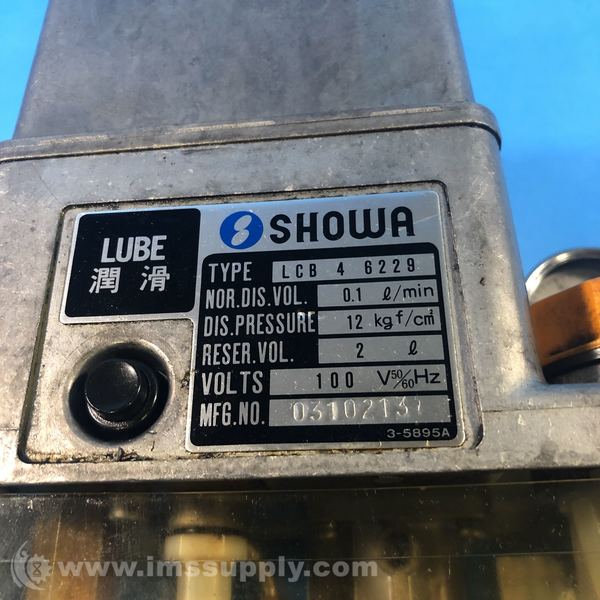 LUBE
潤滑
SHOWA
TYPE LCB 4 6229
NOR.DIS.VOL. 0.1 ℓ/min
DIS.PRESSURE 12 kgf/cm²
RESER.VOL. 2 ℓ
VOLTS 100 V50/60Hz
MFG.NO. 03102137
3-5895A
www.imssupply.com